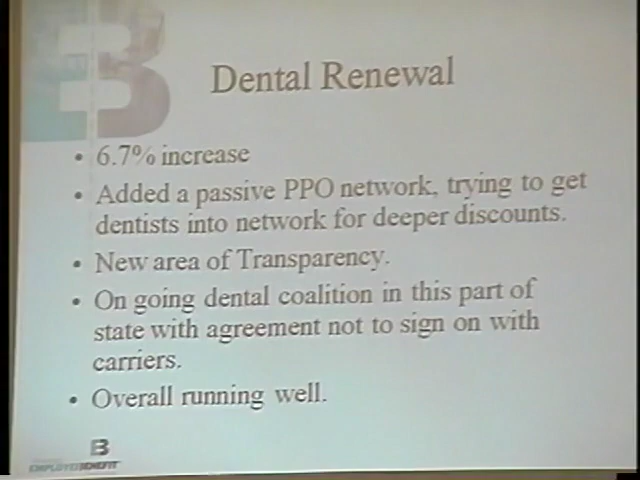 Dental Renewal
• 6.7% increase
• Added a passive PPO network, trying to get
dentists into network for deeper discounts.
• New area of Transparency.
• On going dental coalition in this part of
state with agreement not to sign on with
carriers.
• Overall running well.
B
EMPLOYEE BENEFIT